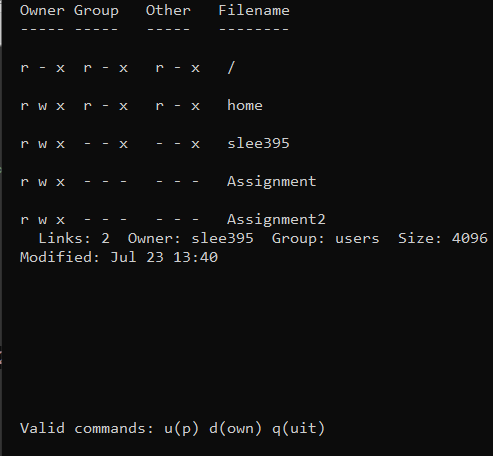 Owner Group   Other   Filename
----- -----   -----   --------
r - x  r - x   r - x   /
r w x  r - x   r - x   home
r w x  - - x   - - x   slee395
r w x  - - -   - - -   Assignment
r w x  - - -   - - -   Assignment2
  Links: 2  Owner: slee395  Group: users  Size: 4096
Modified: Jul 23 13:40
Valid commands: u(p) d(own) q(uit)